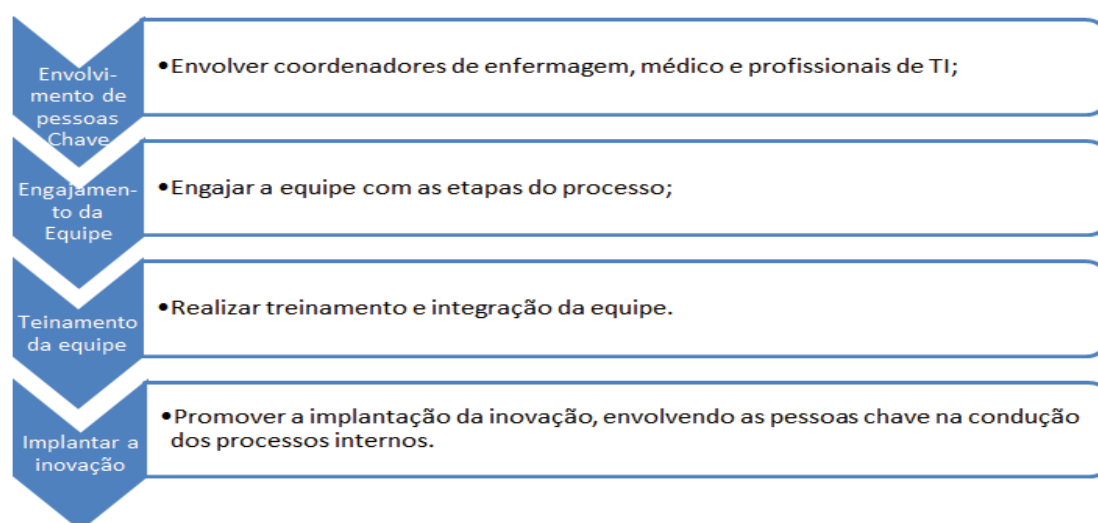 Envolvi-
mento de
pessoas
Chave
•Envolver coordenadores de enfermagem, médico e profissionais de TI;
Engajamen-
to da
Equipe
•Engajar a equipe com as etapas do processo;
Teinamento
da equipe
•Realizar treinamento e integração da equipe.
Implantar a
inovação
•Promover a implantação da inovação, envolvendo as pessoas chave na condução
dos processos internos.